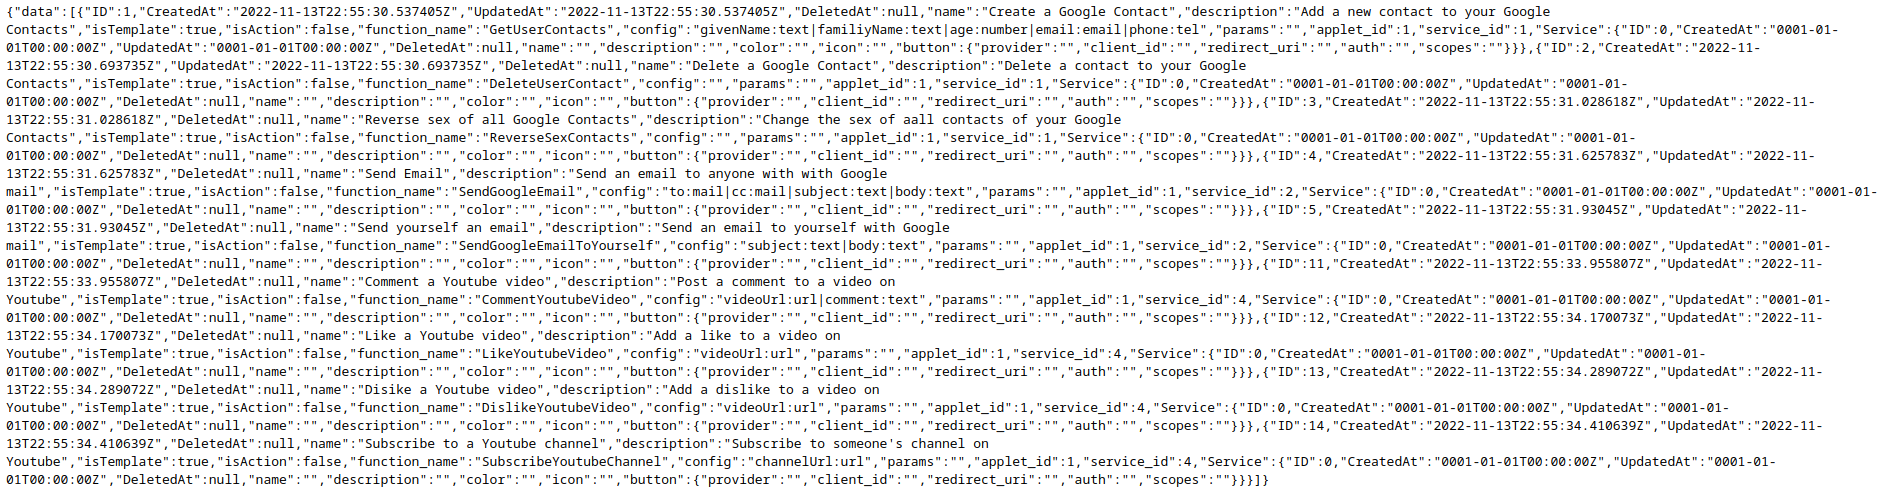 {"data":[{"ID":1,"CreatedAt":"2022-11-13T22:55:30.537405Z","UpdatedAt":"2022-11-13T22:55:30.537405Z","DeletedAt":null,"name":"Create a Google Contact","description":"Add a new contact to your Google
Contacts","isTemplate":true,"isAction":false,"function_name":"GetUserContacts","config":"givenName:text|familiyName:text|age:number|email:email|phone:tel","params":"","applet_id":1,"service_id":1,"Service":{"ID":0,"CreatedAt":"0001-01-
01T00:00:00Z","UpdatedAt":"0001-01-01T00:00:00Z","DeletedAt":null,"name":"","description":"","color":"","icon":"","button":{"provider":"","client_id":"","redirect_uri":"","auth":"","scopes":""}}},{"ID":2,"CreatedAt":"2022-11-
13T22:55:30.693735Z","UpdatedAt":"2022-11-13T22:55:30.693735Z","DeletedAt":null,"name":"Delete a Google Contact","description":"Delete a contact to your Google
Contacts","isTemplate":true,"isAction":false,"function_name":"DeleteUserContact","config":"","params":"","applet_id":1,"service_id":1,"Service":{"ID":0,"CreatedAt":"0001-01-01T00:00:00Z","UpdatedAt":"0001-01-
01T00:00:00Z","DeletedAt":null,"name":"","description":"","color":"","icon":"","button":{"provider":"","client_id":"","redirect_uri":"","auth":"","scopes":""}}},{"ID":3,"CreatedAt":"2022-11-13T22:55:31.028618Z","UpdatedAt":"2022-11-
13T22:55:31.028618Z","DeletedAt":null,"name":"Reverse sex of all Google Contacts","description":"Change the sex of aall contacts of your Google
Contacts","isTemplate":true,"isAction":false,"function_name":"ReverseSexContacts","config":"","params":"","applet_id":1,"service_id":1,"Service":{"ID":0,"CreatedAt":"0001-01-01T00:00:00Z","UpdatedAt":"0001-01-
01T00:00:00Z","DeletedAt":null,"name":"","description":"","color":"","icon":"","button":{"provider":"","client_id":"","redirect_uri":"","auth":"","scopes":""}}},{"ID":4,"CreatedAt":"2022-11-13T22:55:31.625783Z","UpdatedAt":"2022-11-
13T22:55:31.625783Z","DeletedAt":null,"name":"Send Email","description":"Send an email to anyone with with Google
mail","isTemplate":true,"isAction":false,"function_name":"SendGoogleEmail","config":"to:mail|cc:mail|subject:text|body:text","params":"","applet_id":1,"service_id":2,"Service":{"ID":0,"CreatedAt":"0001-01-01T00:00:00Z","UpdatedAt":"0001-01-
01T00:00:00Z","DeletedAt":null,"name":"","description":"","color":"","icon":"","button":{"provider":"","client_id":"","redirect_uri":"","auth":"","scopes":""}}},{"ID":5,"CreatedAt":"2022-11-13T22:55:31.93045Z","UpdatedAt":"2022-11-
13T22:55:31.93045Z","DeletedAt":null,"name":"Send yourself an email","description":"Send an email to yourself with Google
mail","isTemplate":true,"isAction":false,"function_name":"SendGoogleEmailToYourself","config":"subject:text|body:text","params":"","applet_id":1,"service_id":2,"Service":{"ID":0,"CreatedAt":"0001-01-01T00:00:00Z","UpdatedAt":"0001-01-
01T00:00:00Z","DeletedAt":null,"name":"","description":"","color":"","icon":"","button":{"provider":"","client_id":"","redirect_uri":"","auth":"","scopes":""}}},{"ID":11,"CreatedAt":"2022-11-13T22:55:33.955807Z","UpdatedAt":"2022-11-
13T22:55:33.955807Z","DeletedAt":null,"name":"Comment a Youtube video","description":"Post a comment to a video on
Youtube","isTemplate":true,"isAction":false,"function_name":"CommentYoutubeVideo","config":"videoUrl:url|comment:text","params":"","applet_id":1,"service_id":4,"Service":{"ID":0,"CreatedAt":"0001-01-01T00:00:00Z","UpdatedAt":"0001-01-
01T00:00:00Z","DeletedAt":null,"name":"","description":"","color":"","icon":"","button":{"provider":"","client_id":"","redirect_uri":"","auth":"","scopes":""}}},{"ID":12,"CreatedAt":"2022-11-13T22:55:34.170073Z","UpdatedAt":"2022-11-
13T22:55:34.170073Z","DeletedAt":null,"name":"Like a Youtube video","description":"Add a like to a video on
Youtube","isTemplate":true,"isAction":false,"function_name":"LikeYoutubeVideo","config":"videoUrl:url","params":"","applet_id":1,"service_id":4,"Service":{"ID":0,"CreatedAt":"0001-01-01T00:00:00Z","UpdatedAt":"0001-01-
01T00:00:00Z","DeletedAt":null,"name":"","description":"","color":"","icon":"","button":{"provider":"","client_id":"","redirect_uri":"","auth":"","scopes":""}}},{"ID":13,"CreatedAt":"2022-11-13T22:55:34.289072Z","UpdatedAt":"2022-11-
13T22:55:34.289072Z","DeletedAt":null,"name":"Disike a Youtube video","description":"Add a dislike to a video on
Youtube","isTemplate":true,"isAction":false,"function_name":"DislikeYoutubeVideo","config":"videoUrl:url","params":"","applet_id":1,"service_id":4,"Service":{"ID":0,"CreatedAt":"0001-01-01T00:00:00Z","UpdatedAt":"0001-01-
01T00:00:00Z","DeletedAt":null,"name":"","description":"","color":"","icon":"","button":{"provider":"","client_id":"","redirect_uri":"","auth":"","scopes":""}}},{"ID":14,"CreatedAt":"2022-11-13T22:55:34.410639Z","UpdatedAt":"2022-11-
13T22:55:34.410639Z","DeletedAt":null,"name":"Subscribe to a Youtube channel","description":"Subscribe to someone's channel on
Youtube","isTemplate":true,"isAction":false,"function_name":"SubscribeYoutubeChannel","config":"channelUrl:url","params":"","applet_id":1,"service_id":4,"Service":{"ID":0,"CreatedAt":"0001-01-01T00:00:00Z","UpdatedAt":"0001-01-
01T00:00:00Z","DeletedAt":null,"name":"","description":"","color":"","icon":"","button":{"provider":"","client_id":"","redirect_uri":"","auth":"","scopes":""}}}]}